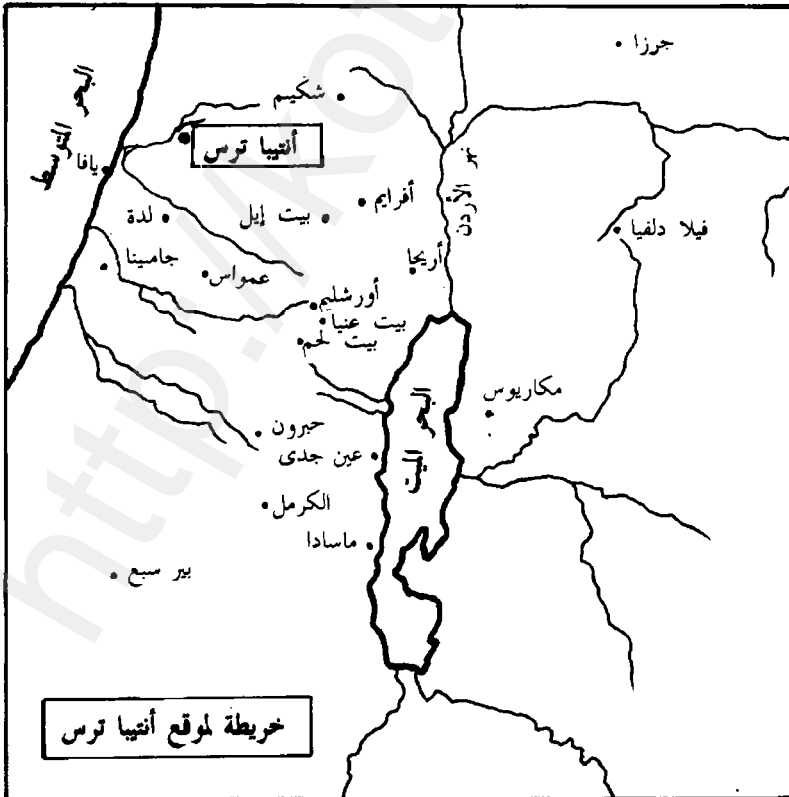 جرزا
شكيم
البحر المتوسط
أنتيبا ترس
يافا
نهر الأردن
أفرايم
بيت إيل
لدة
فيلا دلفيا
أريحا
جامبينا
عمواس
أورشليم
بيت عنيا
بيت لحم
مكاريوس
البحر الميت
حبرون
عين جدى
الكرمل
ماسادا
بير سبع
خريطة لموقع أنتيبا ترس